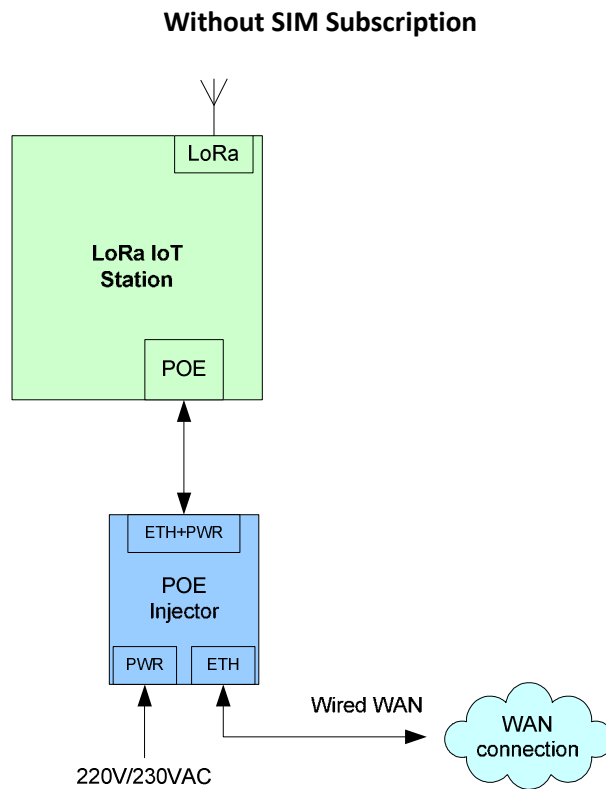 Without SIM Subscription
LoRa
LoRa IoT
Station
POE
ETH+PWR
POE
Injector
PWR
ETH
Wired WAN
WAN
connection
220V/230VAC